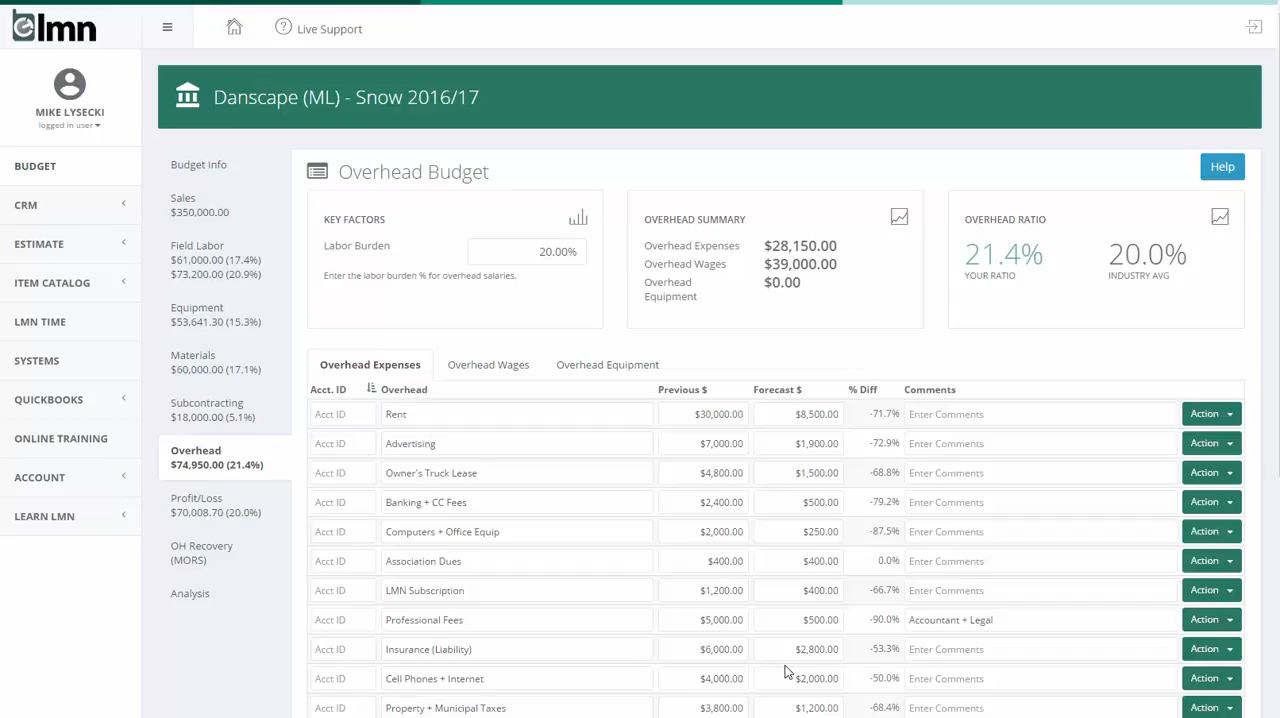 lmn
Live Support
MIKE LYSECKI
logged in user
BUDGET
CRM
ESTIMATE
ITEM CATALOG
LMN TIME
SYSTEMS
QUICKBOOKS
ONLINE TRAINING
ACCOUNT
LEARN LMN
Danscape (ML) - Snow 2016/17
Budget Info
Sales
$350,000.00
Field Labor
$61,000.00 (17.4%)
$73,200.00 (20.9%)
Equipment
$53,641.30 (15.3%)
Materials
$60,000.00 (17.1%)
Subcontracting
$18,000.00 (5.1%)
Overhead
$74,950.00 (21.4%)
Profit/Loss
$70,008.70 (20.0%)
OH Recovery
(MORS)
Analysis
Overhead Budget
Help
KEY FACTORS
Labor Burden 20.00%
Enter the labor burden % for overhead salaries.
OVERHEAD SUMMARY
Overhead Expenses $28,150.00
Overhead Wages $39,000.00
Overhead Equipment $0.00
OVERHEAD RATIO
21.4% 20.0%
YOUR RATIO INDUSTRY AVG
Overhead Expenses Overhead Wages Overhead Equipment
Acct. ID Overhead Previous $ Forecast $ % Diff Comments
Acct ID Rent $30,000.00 $8,500.00 -71.7% Enter Comments Action
Acct ID Advertising $7,000.00 $1,900.00 -72.9% Enter Comments Action
Acct ID Owner's Truck Lease $4,800.00 $1,500.00 -68.8% Enter Comments Action
Acct ID Banking + CC Fees $2,400.00 $500.00 -79.2% Enter Comments Action
Acct ID Computers + Office Equip $2,000.00 $250.00 -87.5% Enter Comments Action
Acct ID Association Dues $400.00 $400.00 0.0% Enter Comments Action
Acct ID LMN Subscription $1,200.00 $400.00 -66.7% Enter Comments Action
Acct ID Professional Fees $5,000.00 $500.00 -90.0% Accountant + Legal Action
Acct ID Insurance (Liability) $6,000.00 $2,800.00 -53.3% Enter Comments Action
Acct ID Cell Phones + Internet $4,000.00 $2,000.00 -50.0% Enter Comments Action
Acct ID Property + Municipal Taxes $3,800.00 $1,200.00 -68.4% Enter Comments Action